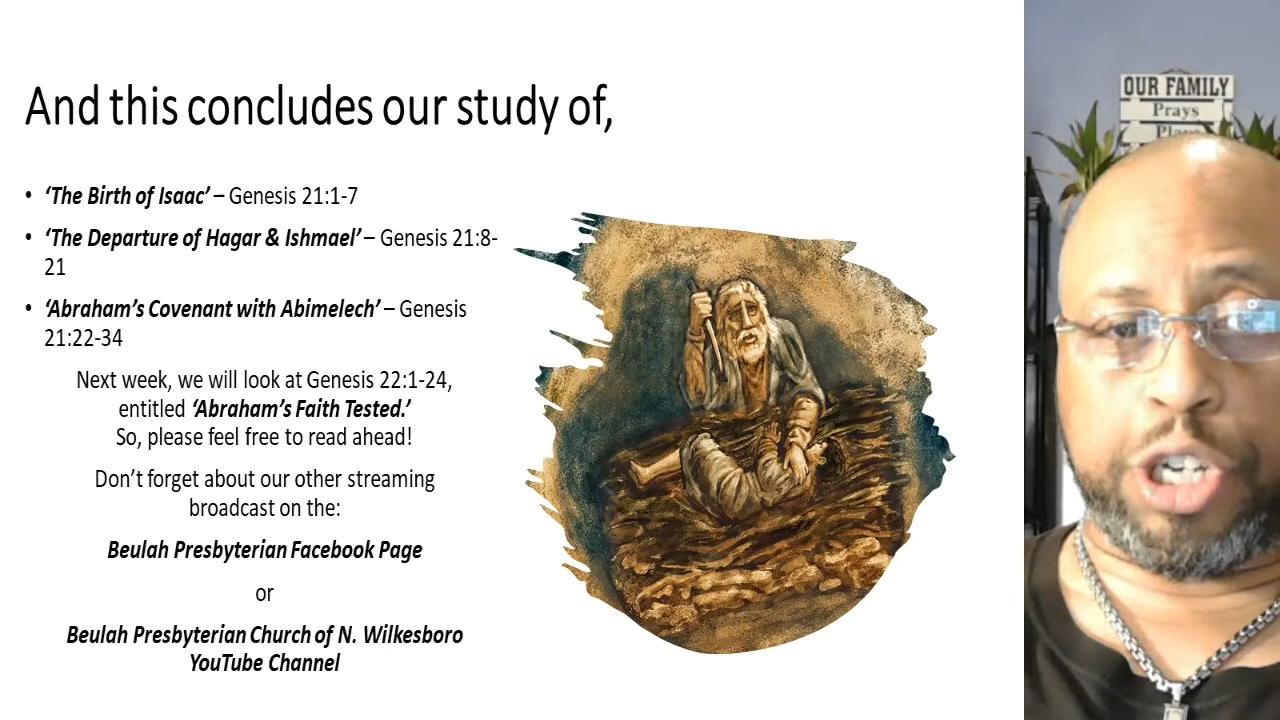 And this concludes our study of,
• ‘The Birth of Isaac’ – Genesis 21:1-7
• ‘The Departure of Hagar & Ishmael’ – Genesis 21:8-
21
• ‘Abraham’s Covenant with Abimelech’ – Genesis
21:22-34
Next week, we will look at Genesis 22:1-24,
entitled ‘Abraham’s Faith Tested.’
So, please feel free to read ahead!
Don’t forget about our other streaming
broadcast on the:
Beulah Presbyterian Facebook Page
or
Beulah Presbyterian Church of N. Wilkesboro
YouTube Channel
OUR FAMILY
Prays